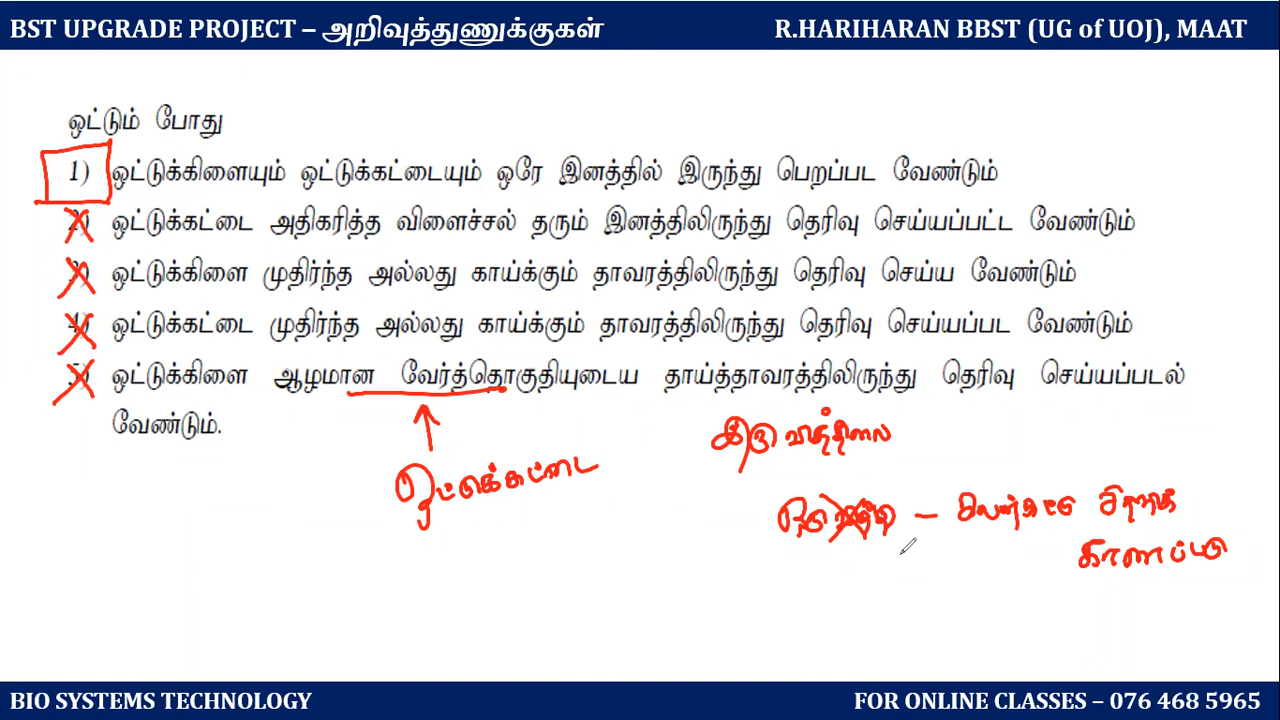 BST UPGRADE PROJECT – அறிவுத்துணுக்குகள்
R.HARIHARAN BBST (UG of UOJ), MAAT
ஒட்டும் போது
1) ஒட்டுக்கிளையும் ஒட்டுக்கட்டையும் ஒரே இனத்தில் இருந்து பெறப்பட வேண்டும்
2) ஒட்டுக்கட்டை அதிகரித்த விளைச்சல் தரும் இனத்திலிருந்து தெரிவு செய்யப்பட்ட வேண்டும்
3) ஒட்டுக்கிளை முதிர்ந்த அல்லது காய்க்கும் தாவரத்திலிருந்து தெரிவு செய்ய வேண்டும்
4) ஒட்டுக்கட்டை முதிர்ந்த அல்லது காய்க்கும் தாவரத்திலிருந்து தெரிவு செய்யப்பட வேண்டும்
5) ஒட்டுக்கிளை ஆழமான வேர்த்தொகுதியுடைய தாய்த்தாவரத்திலிருந்து தெரிவு செய்யப்படல்
வேண்டும்.
ஒட்டுக்கட்டை
BIO SYSTEMS TECHNOLOGY
FOR ONLINE CLASSES – 076 468 5965